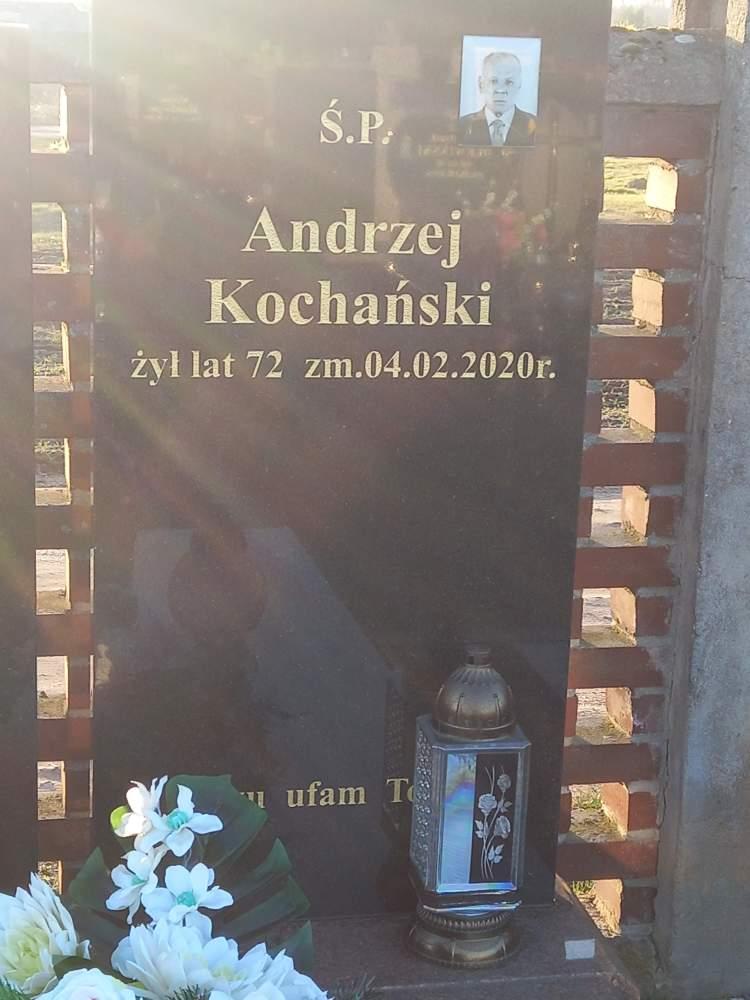 Ś.P.
Andrzej
Kochański
żył lat 72 zm.04.02.2020r.
ufam